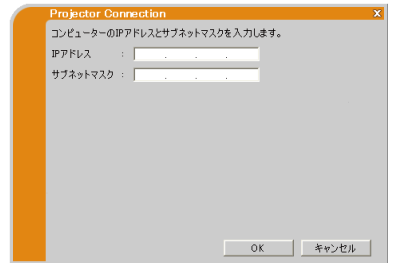 Projector Connection x
コンピューターのIPアドレスとサブネットマスクを入力します。
IPアドレス : . . .
サブネットマスク : . . .
OK キャンセル